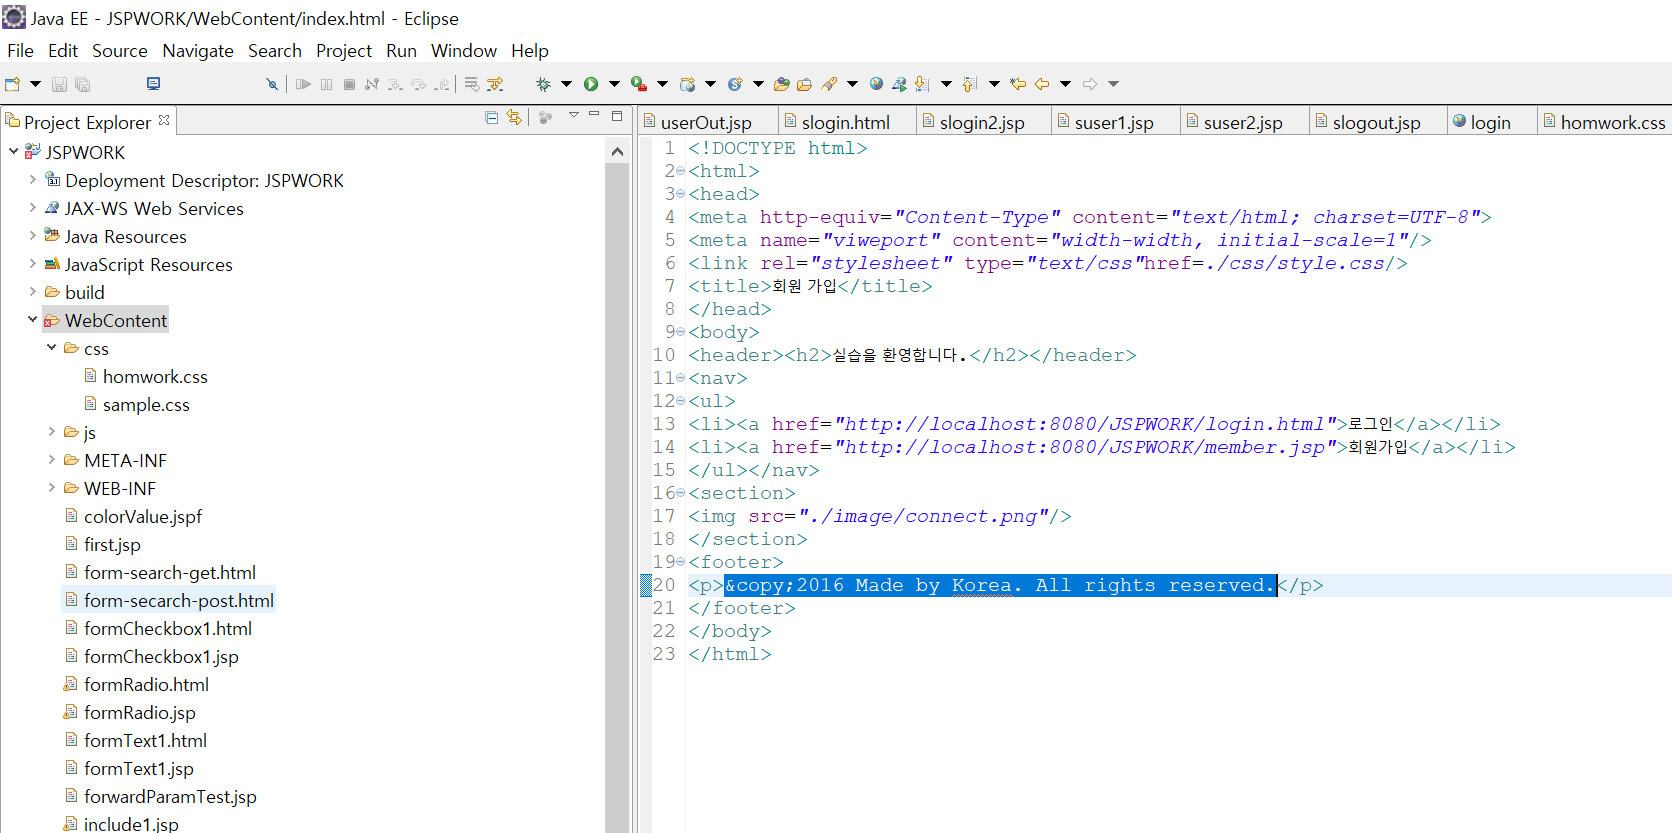 Java EE - JSPWORK/WebContent/index.html - Eclipse
File Edit Source Navigate Search Project Run Window Help
Project Explorer
JSPWORK
Deployment Descriptor: JSPWORK
JAX-WS Web Services
Java Resources
JavaScript Resources
build
WebContent
css
homwork.css
sample.css
js
META-INF
WEB-INF
colorValue.jspf
first.jsp
form-search-get.html
form-secarch-post.html
formCheckbox1.html
formCheckbox1.jsp
formRadio.html
formRadio.jsp
formText1.html
formText1.jsp
forwardParamTest.jsp
include1.jsp
userOut.jsp slogin.html slogin2.jsp suser1.jsp suser2.jsp slogout.jsp login homwork.css
1 <!DOCTYPE html>
2 <html>
3 <head>
4 <meta http-equiv="Content-Type" content="text/html; charset=UTF-8">
5 <meta name="viweport" content="width-width, initial-scale=1"/>
6 <link rel="stylesheet" type="text/css"href=./css/style.css/>
7 <title>회원 가입</title>
8 </head>
9 <body>
10 <header><h2>실습을 환영합니다.</h2></header>
11 <nav>
12 <ul>
13 <li><a href="http://localhost:8080/JSPWORK/login.html">로그인</a></li>
14 <li><a href="http://localhost:8080/JSPWORK/member.jsp">회원가입</a></li>
15 </ul></nav>
16 <section>
17 <img src="./image/connect.png"/>
18 </section>
19 <footer>
20 <p>&copy;2016 Made by Korea. All rights reserved.</p>
21 </footer>
22 </body>
23 </html>